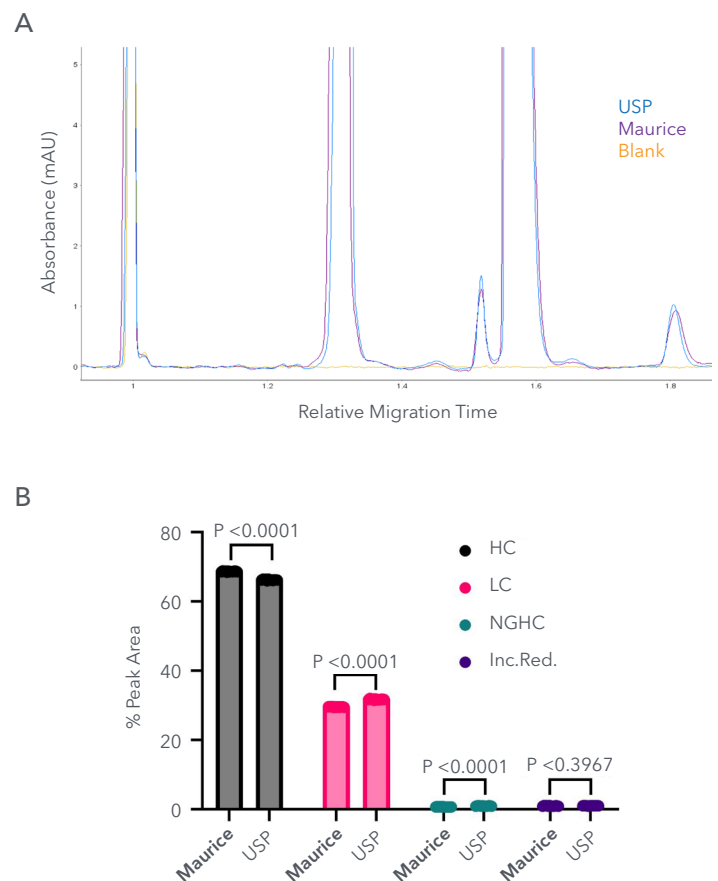 A
5
4
3
2
1
0
Absorbance (mAU)
USP
Maurice
Blank
1
1.2
1.4
1.6
1.8
Relative Migration Time
B
80
60
40
20
0
% Peak Area
P <0.0001
P <0.0001
P <0.0001
P <0.3967
HC
LC
NGHC
Inc.Red.
Maurice
USP
Maurice
USP
Maurice
USP
Maurice
USP